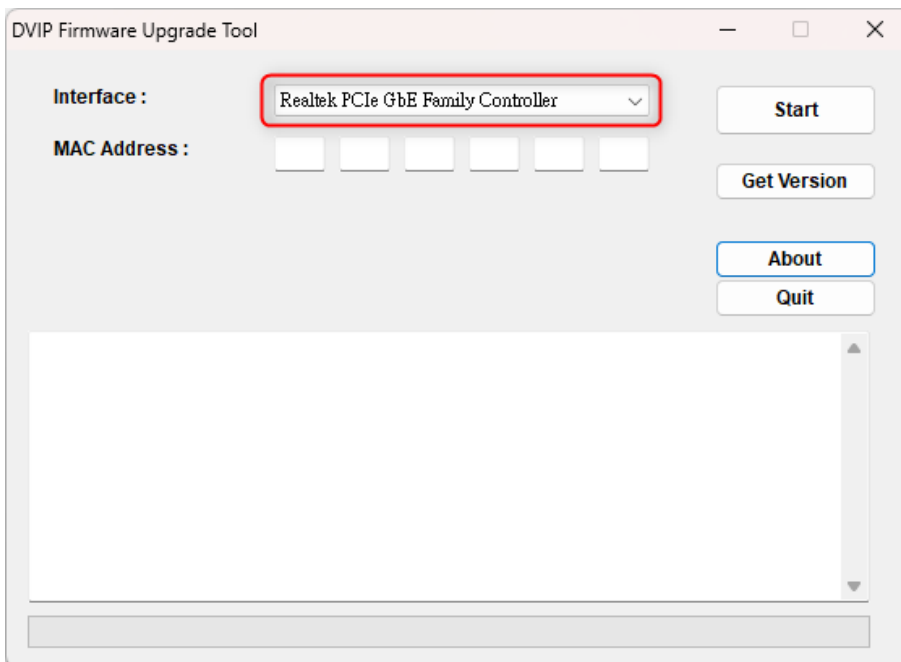 DVIP Firmware Upgrade Tool
Interface :
Realtek PCIe GbE Family Controller
Start
MAC Address :
Get Version
About
Quit